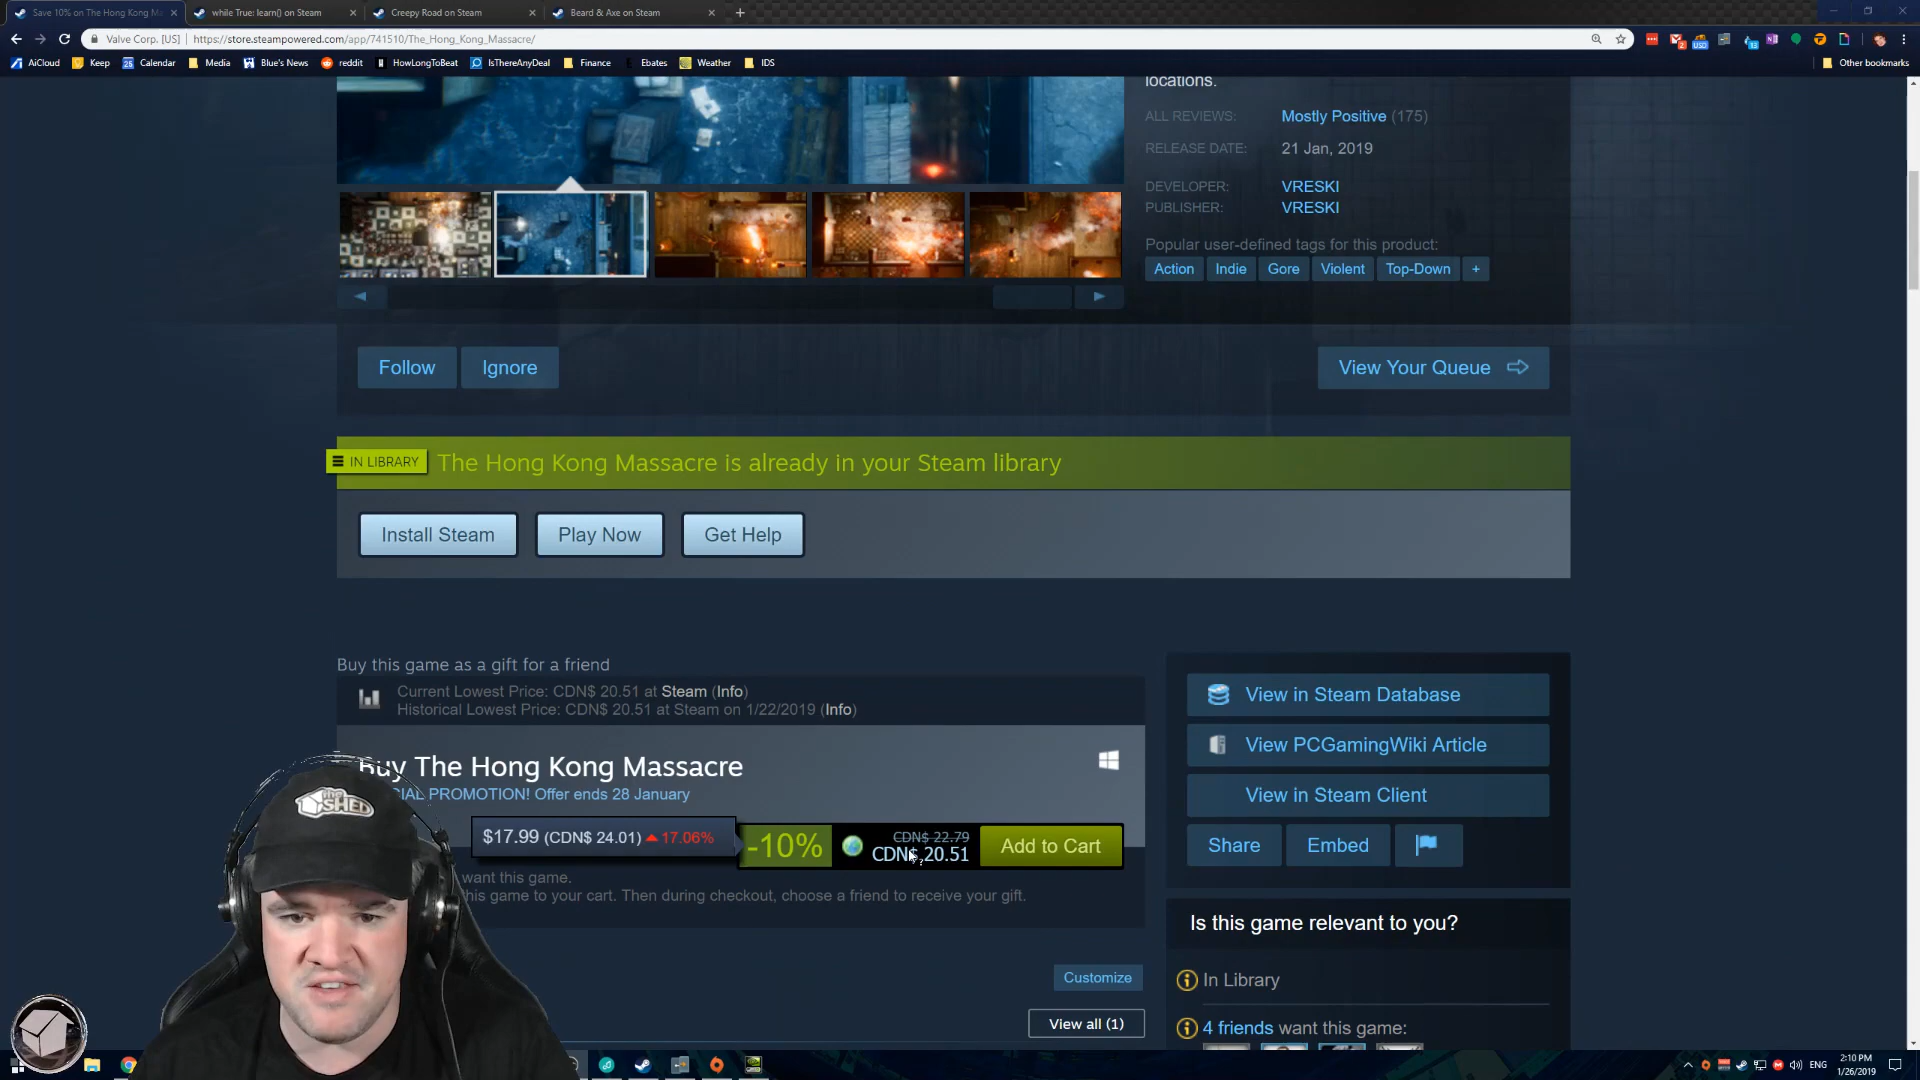 Save 10% on The Hong Kong Ma
while True: learn() on Steam
Creepy Road on Steam
Beard & Axe on Steam
Valve Corp. [US] | https://store.steampowered.com/app/741510/The_Hong_Kong_Massacre/
AiCloud
Keep
Calendar
Media
Blue's News
reddit
HowLongToBeat
IsThereAnyDeal
Finance
Ebates
Weather
IDS
Other bookmarks
locations.
ALL REVIEWS: Mostly Positive (175)
RELEASE DATE: 21 Jan, 2019
DEVELOPER: VRESKI
PUBLISHER: VRESKI
Popular user-defined tags for this product:
Action Indie Gore Violent Top-Down +
Follow Ignore
View Your Queue
IN LIBRARY The Hong Kong Massacre is already in your Steam library
Install Steam Play Now Get Help
Buy this game as a gift for a friend
Current Lowest Price: CDN$ 20.51 at Steam (Info)
Historical Lowest Price: CDN$ 20.51 at Steam on 1/22/2019 (Info)
Buy The Hong Kong Massacre
CIAL PROMOTION! Offer ends 28 January
$17.99 (CDN$ 24.01) 17.06%
-10%
CDN$ 22.79
CDN$ 20.51
Add to Cart
want this game.
his game to your cart. Then during checkout, choose a friend to receive your gift.
Customize
View all (1)
View in Steam Database
View PCGamingWiki Article
View in Steam Client
Share Embed
Is this game relevant to you?
In Library
4 friends want this game:
the SHED
ENG
2:10 PM
1/26/2019